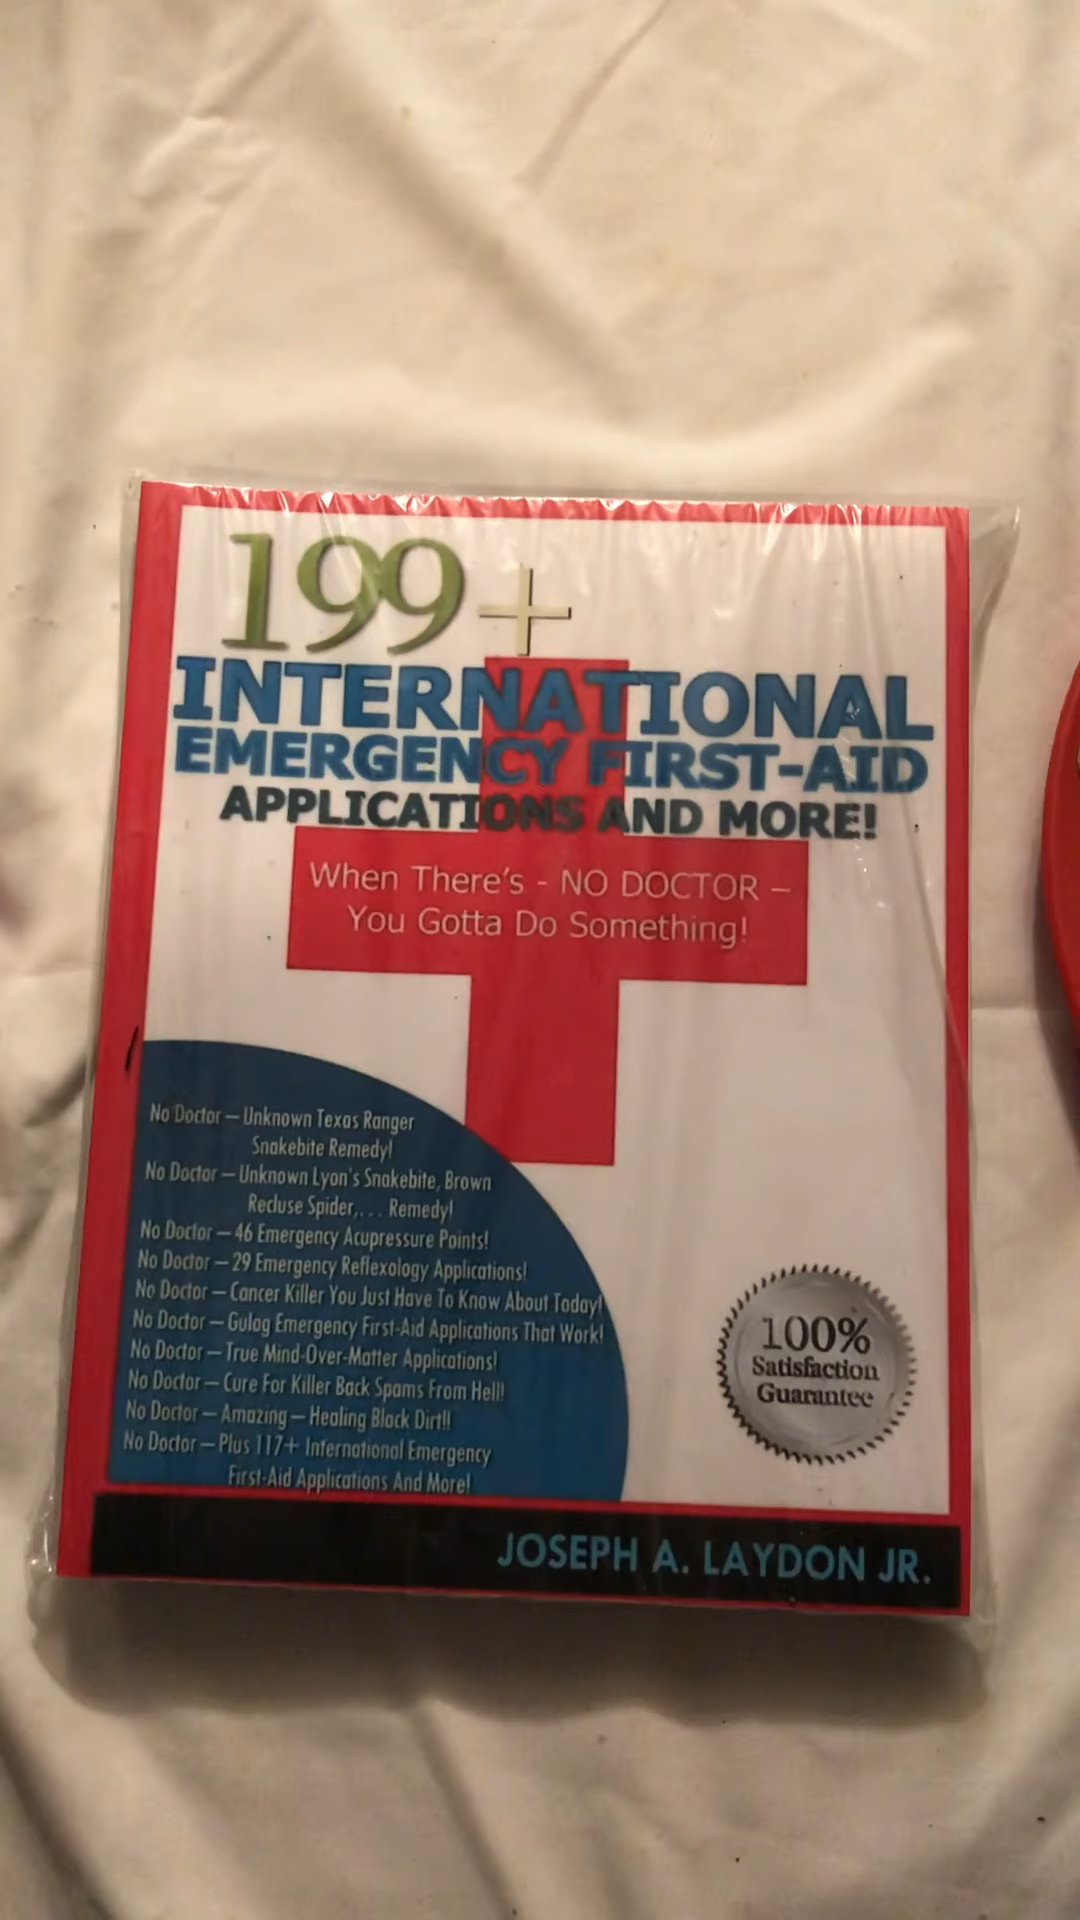 199+
INTERNATIONAL
EMERGENCY FIRST-AID
APPLICATIONS AND MORE!
When There's - NO DOCTOR –
You Gotta Do Something!
No Doctor – Unknown Texas Ranger
Snakebite Remedy!
No Doctor – Unknown Lyon's Snakebite, Brown
Recluse Spider,... Remedy!
No Doctor – 46 Emergency Acupressure Points!
No Doctor – 29 Emergency Reflexology Applications!
No Doctor – Cancer Killer You Just Have To Know About Today!
No Doctor – Gulag Emergency First-Aid Applications That Work!
No Doctor – True Mind-Over-Matter Applications!
No Doctor – Cure For Killer Back Spams From Hell!
No Doctor – Amazing – Healing Black Dirt!!
No Doctor – Plus 117+ International Emergency
First-Aid Applications And More!
100%
Satisfaction
Guarantee
JOSEPH A. LAYDON JR.